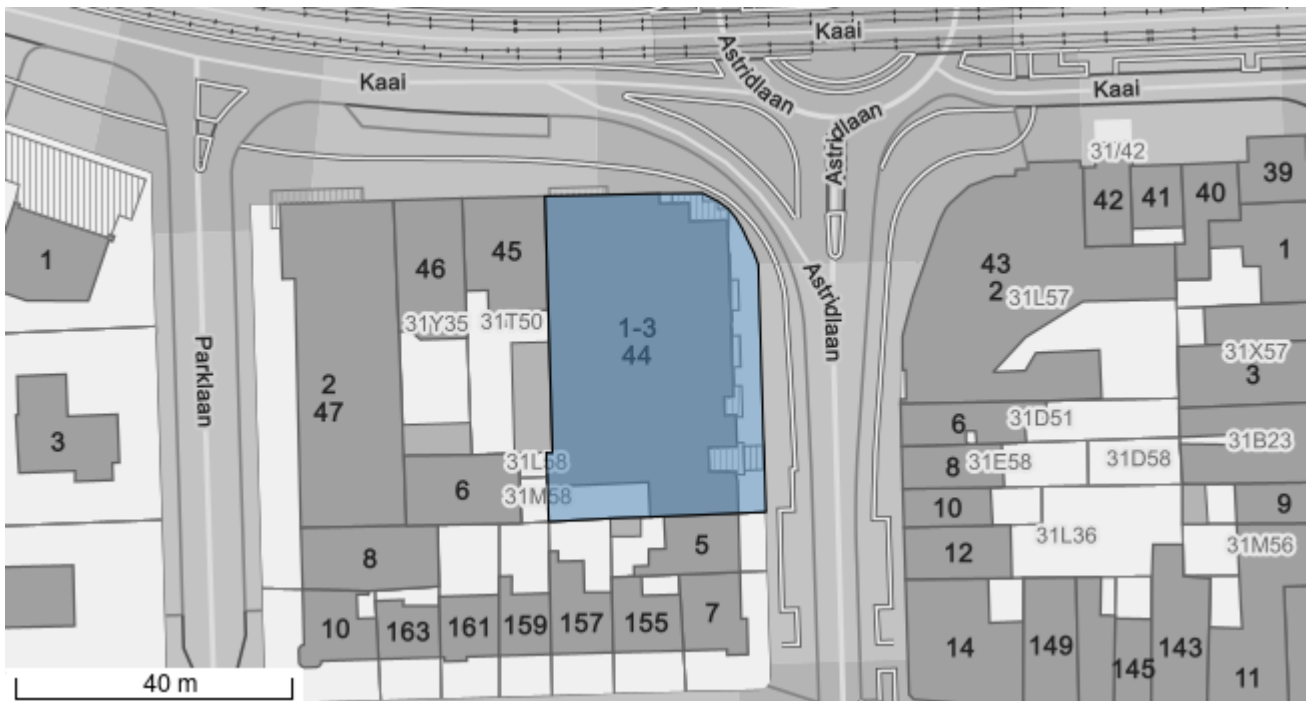 Kaai
Kaai
Kaai
Astridlaan
Astridlaan
Astridlaan
Astridlaan
Parklaan
31/42
39
42
41
40
1
45
46
43
2
31L57
1
31Y35
31T50
1-3
44
31X57
3
2
47
3
6
31D51
31L58
8
31E58
31D58
31B23
6
31M58
10
9
31L36
12
31M56
5
8
10
163
161
159
157
155
7
14
149
145
143
11
40 m